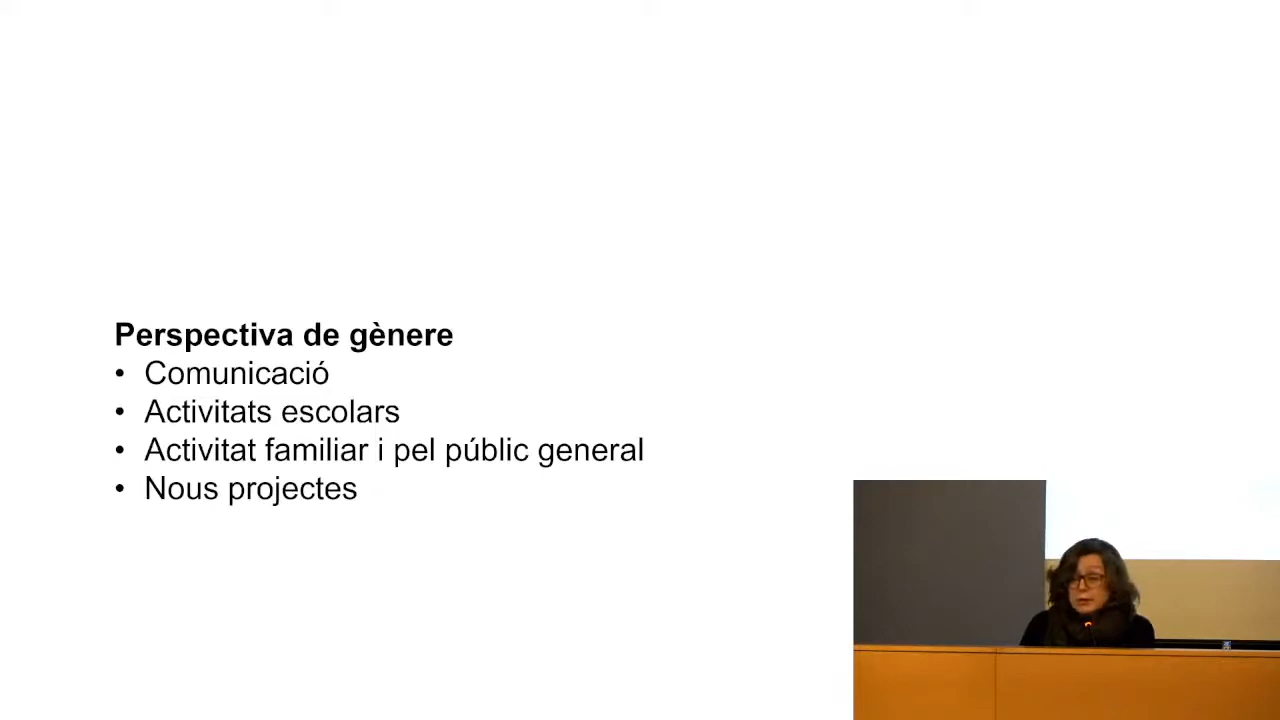 Perspectiva de gènere
• Comunicació
• Activitats escolars
• Activitat familiar i pel públic general
• Nous projectes